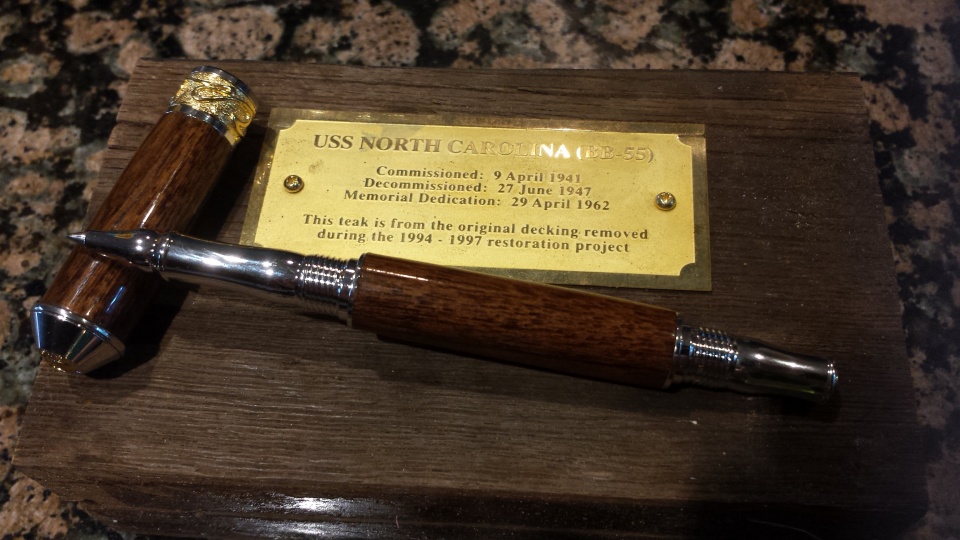 USS NORTH CAROLINA (BB-55)
Commissioned: 9 April 1941
Decommissioned: 27 June 1947
Memorial Dedication: 29 April 1962
This teak is from the original decking removed
during the 1994 - 1997 restoration project